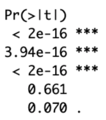 Pr(>|t|)
< 2e-16 ***
3.94e-16 ***
< 2e-16 ***
0.661
0.070 .